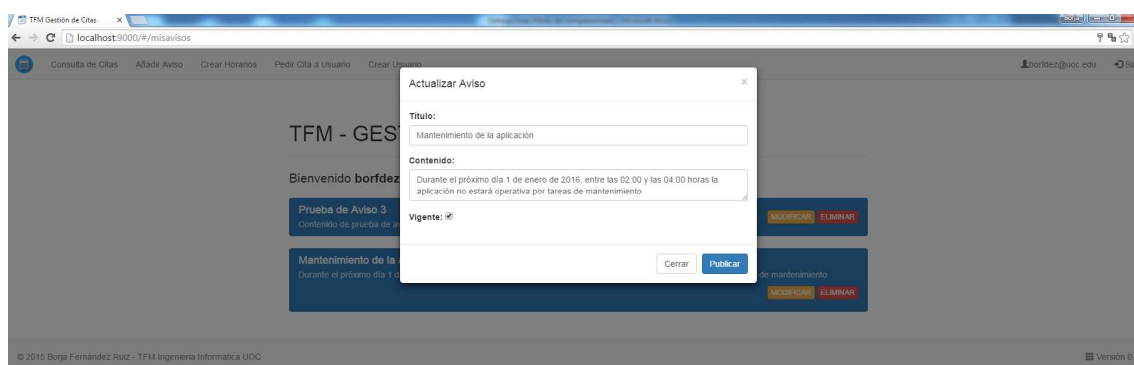 TFM Gestión de Citas
localhost:9000/#/misavisos
Consulta de Citas Añadir Aviso Crear Horarios Pedir Cita a Usuario Crear Usuario
borfdez@uoc.edu Sa
Actualizar Aviso ×
Título:
TFM - GES
Mantenimiento de la aplicación
Contenido:
Bienvenido borfdez
Durante el próximo día 1 de enero de 2016, entre las 02:00 y las 04:00 horas la
aplicación no estará operativa por tareas de mantenimiento
Prueba de Aviso 3
Contenido de prueba de av
MODIFICAR ELIMINAR
Vigente:
Mantenimiento de la
Durante el próximo día 1 d
de mantenimiento
Cerrar Publicar
MODIFICAR ELIMINAR
© 2015 Borja Fernández Ruiz - TFM Ingeniería Informatica UOC
Versión 0.